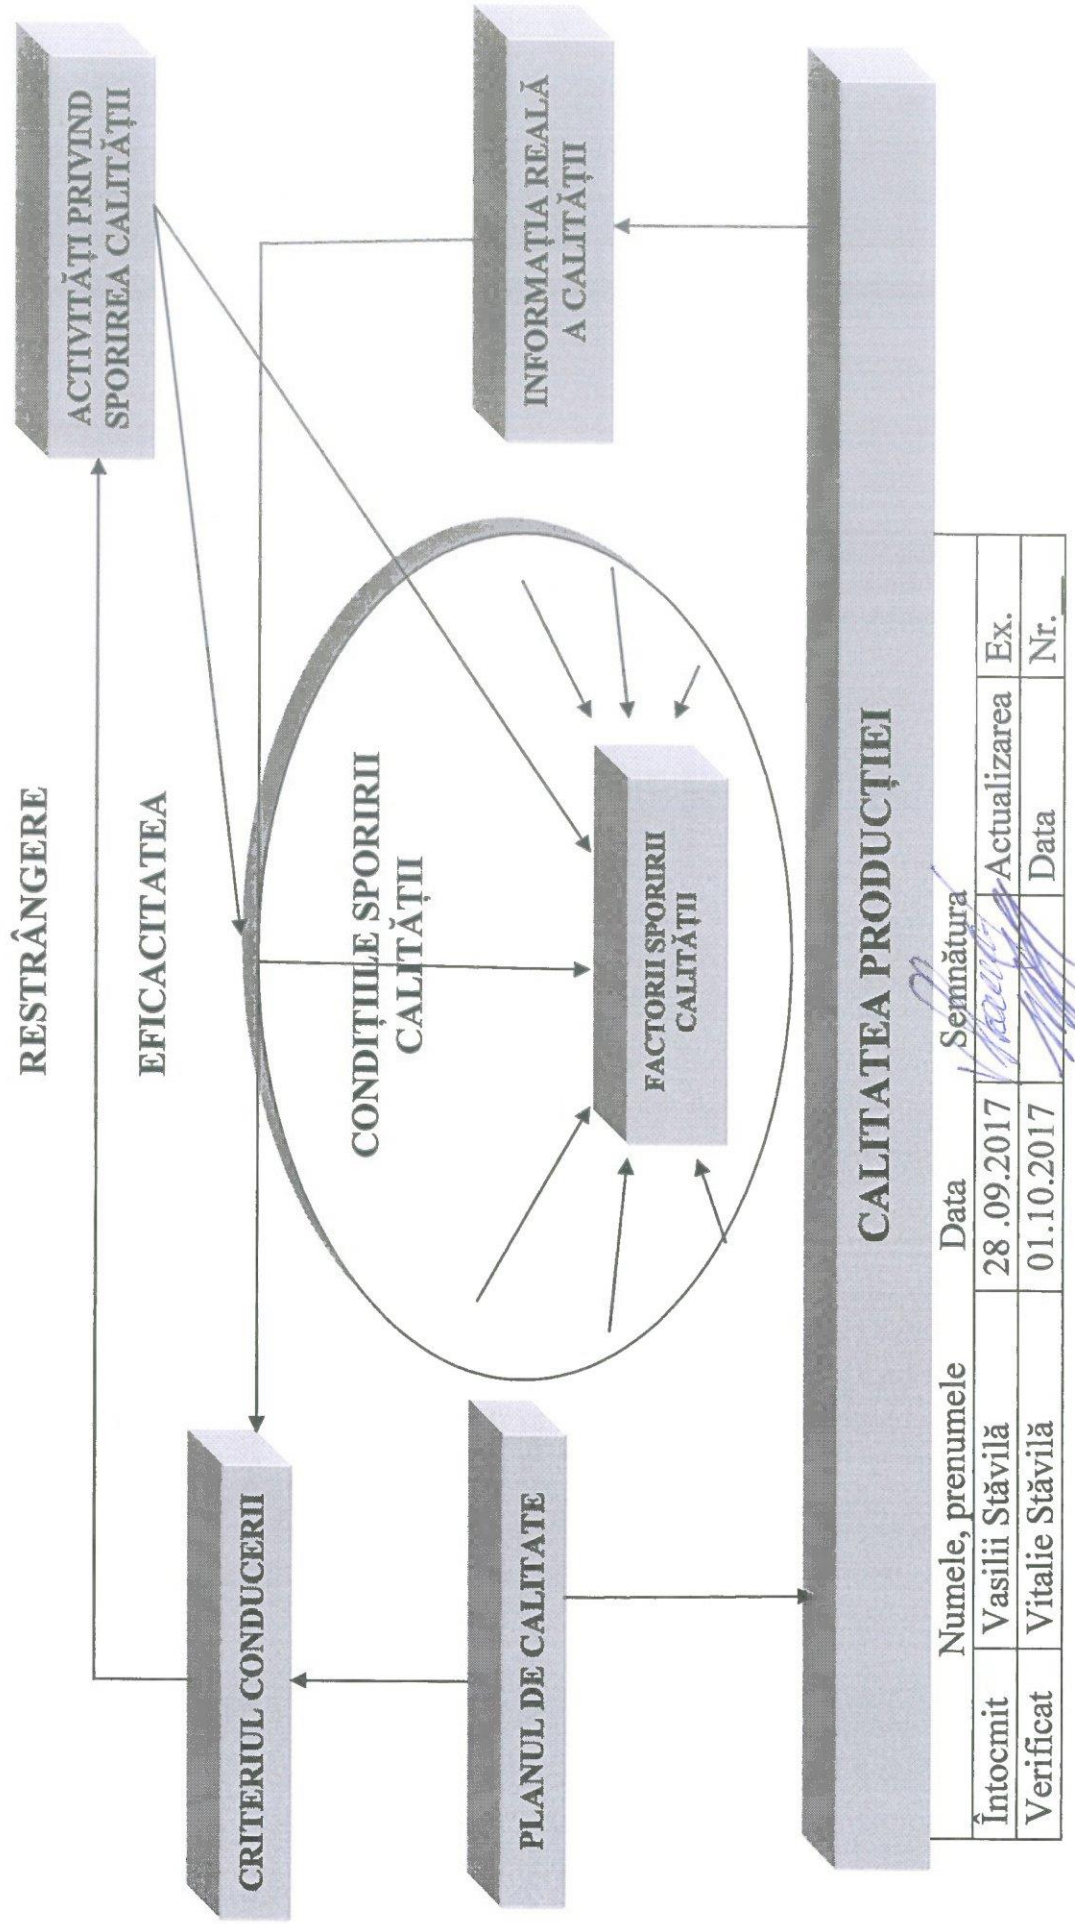 RESTRÂNGERE
EFICACITATEA
ACTIVITĂȚI PRIVIND
SPORIREA CALITĂȚII
CRITERIUL CONDUCERII
CONDIȚIILE SPORIRII
CALITĂȚII
PLANUL DE CALITATE
INFORMAȚIA REALĂ
A CALITĂȚII
FACTORII SPORIRII
CALITĂȚII
CALITATEA PRODUCȚIEI
Numele, prenumele Data Semnătura
Întocmit Vasilii Stăvilă 28 .09.2017 Actualizarea Ex.
Verificat Vitalie Stăvilă 01.10.2017 Data Nr.